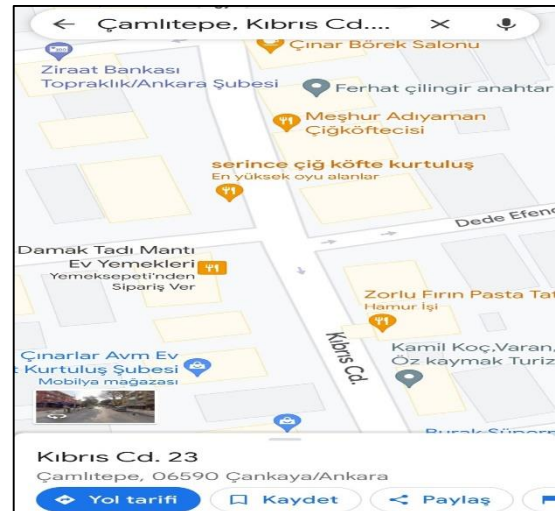 Çamlıtepe, Kıbrıs Cd....
Çınar Börek Salonu
Ziraat Bankası
Topraklık/Ankara Şubesi
Ferhat çilingir anahtar
Meşhur Adıyaman
Çiğköftecisi
serince çiğ köfte kurtuluş
En yüksek oyu alanlar
Dede Efend
Damak Tadı Mantı
Ev Yemekleri
Yemeksepeti'nden
Sipariş Ver
Zorlu Fırın Pasta Tat
Hamur İşi
Kıbrıs Cd.
Kamil Koç,Varan,
Öz kaymak Turiz
Çınarlar Avm Ev
t Kurtuluş Şubesi
Mobilya mağazası
Kıbrıs Cd. 23
Çamlıtepe, 06590 Çankaya/Ankara
Yol tarifi
Kaydet
Paylaş